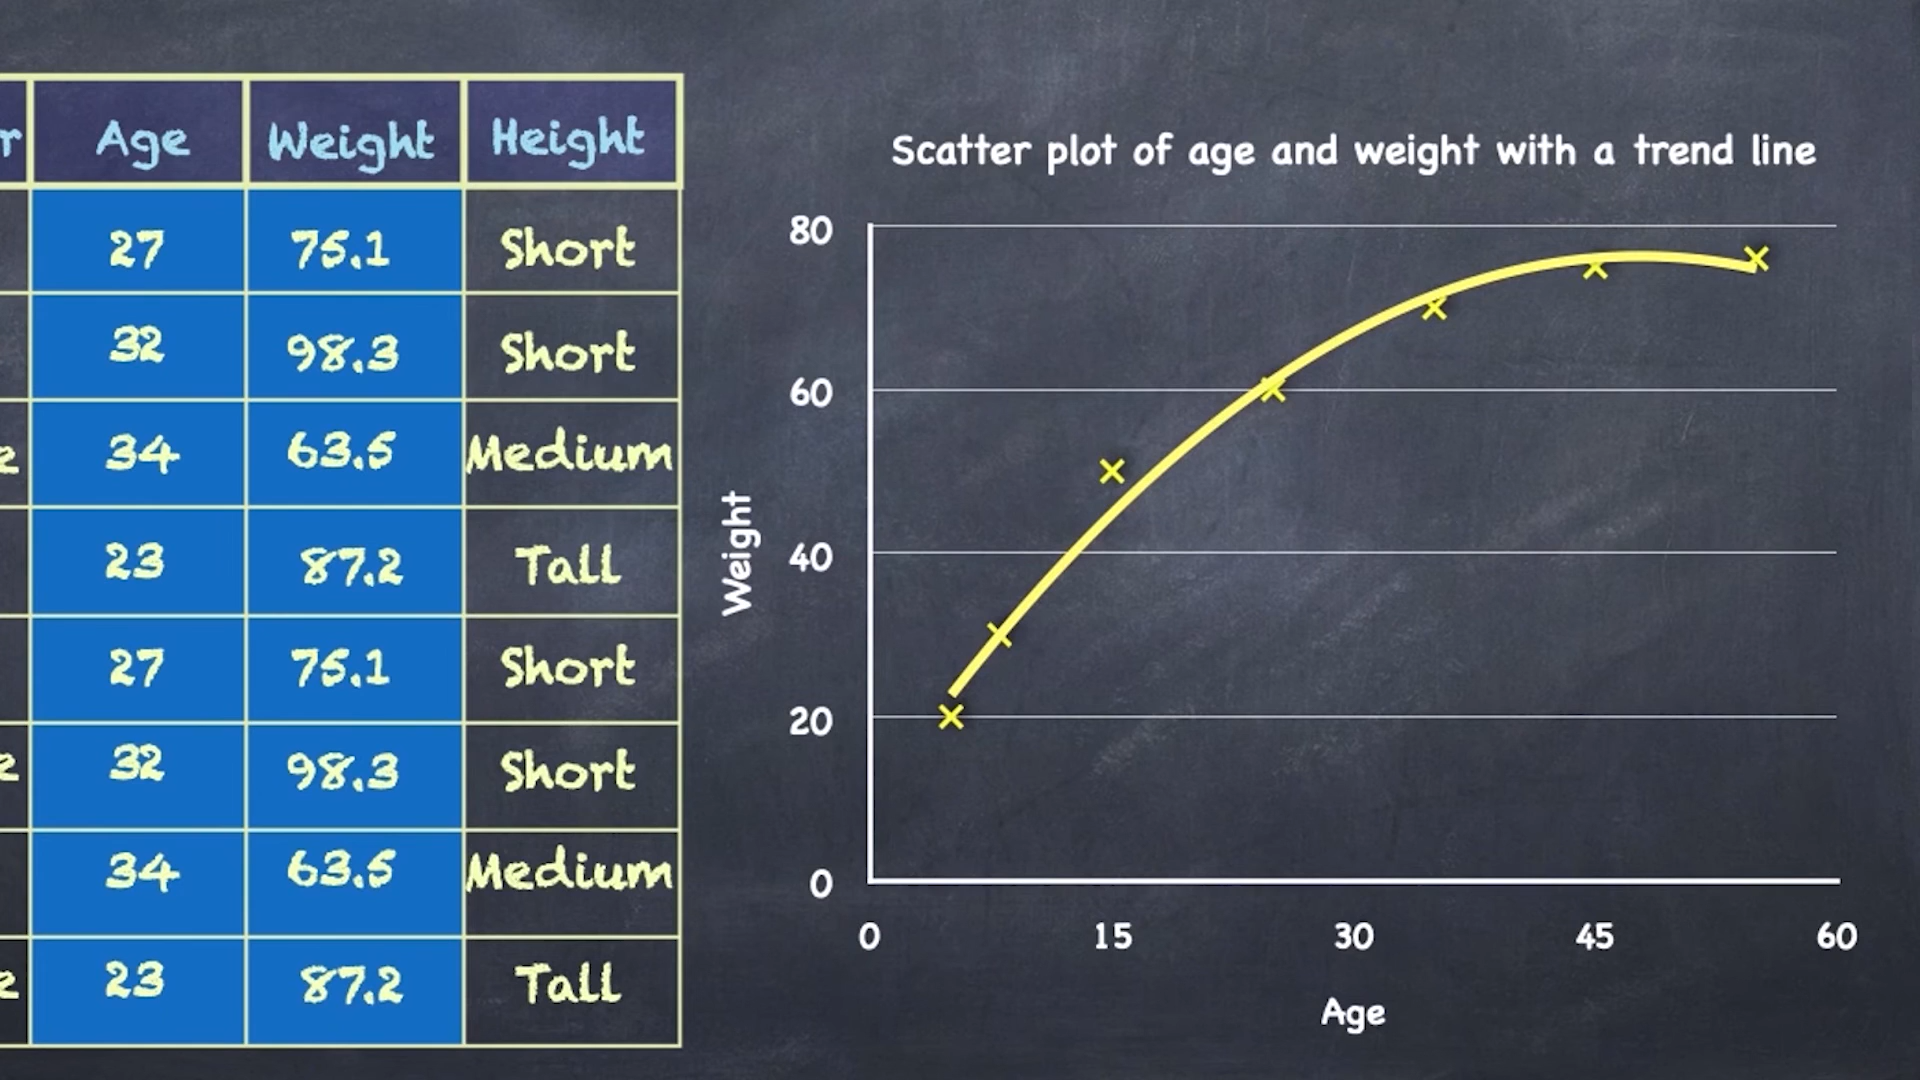 r Age Weight Height
27 75.1 Short
32 98.3 Short
e 34 63.5 Medium
23 87.2 Tall
27 75.1 Short
e 32 98.3 Short
34 63.5 Medium
e 23 87.2 Tall
Scatter plot of age and weight with a trend line
80
60
40
20
0
Weight
0 15 30 45 60
Age